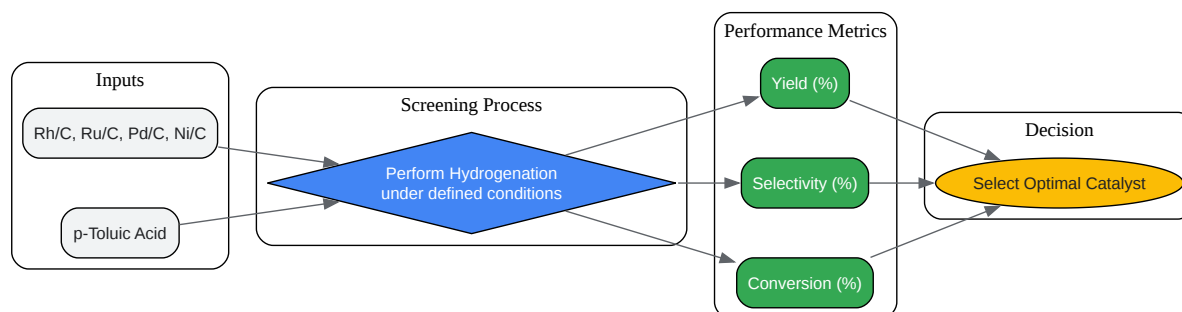 Inputs
Rh/C, Ru/C, Pd/C, Ni/C
p-Toluic Acid
Screening Process
Perform Hydrogenation
under defined conditions
Performance Metrics
Yield (%)
Selectivity (%)
Conversion (%)
Decision
Select Optimal Catalyst